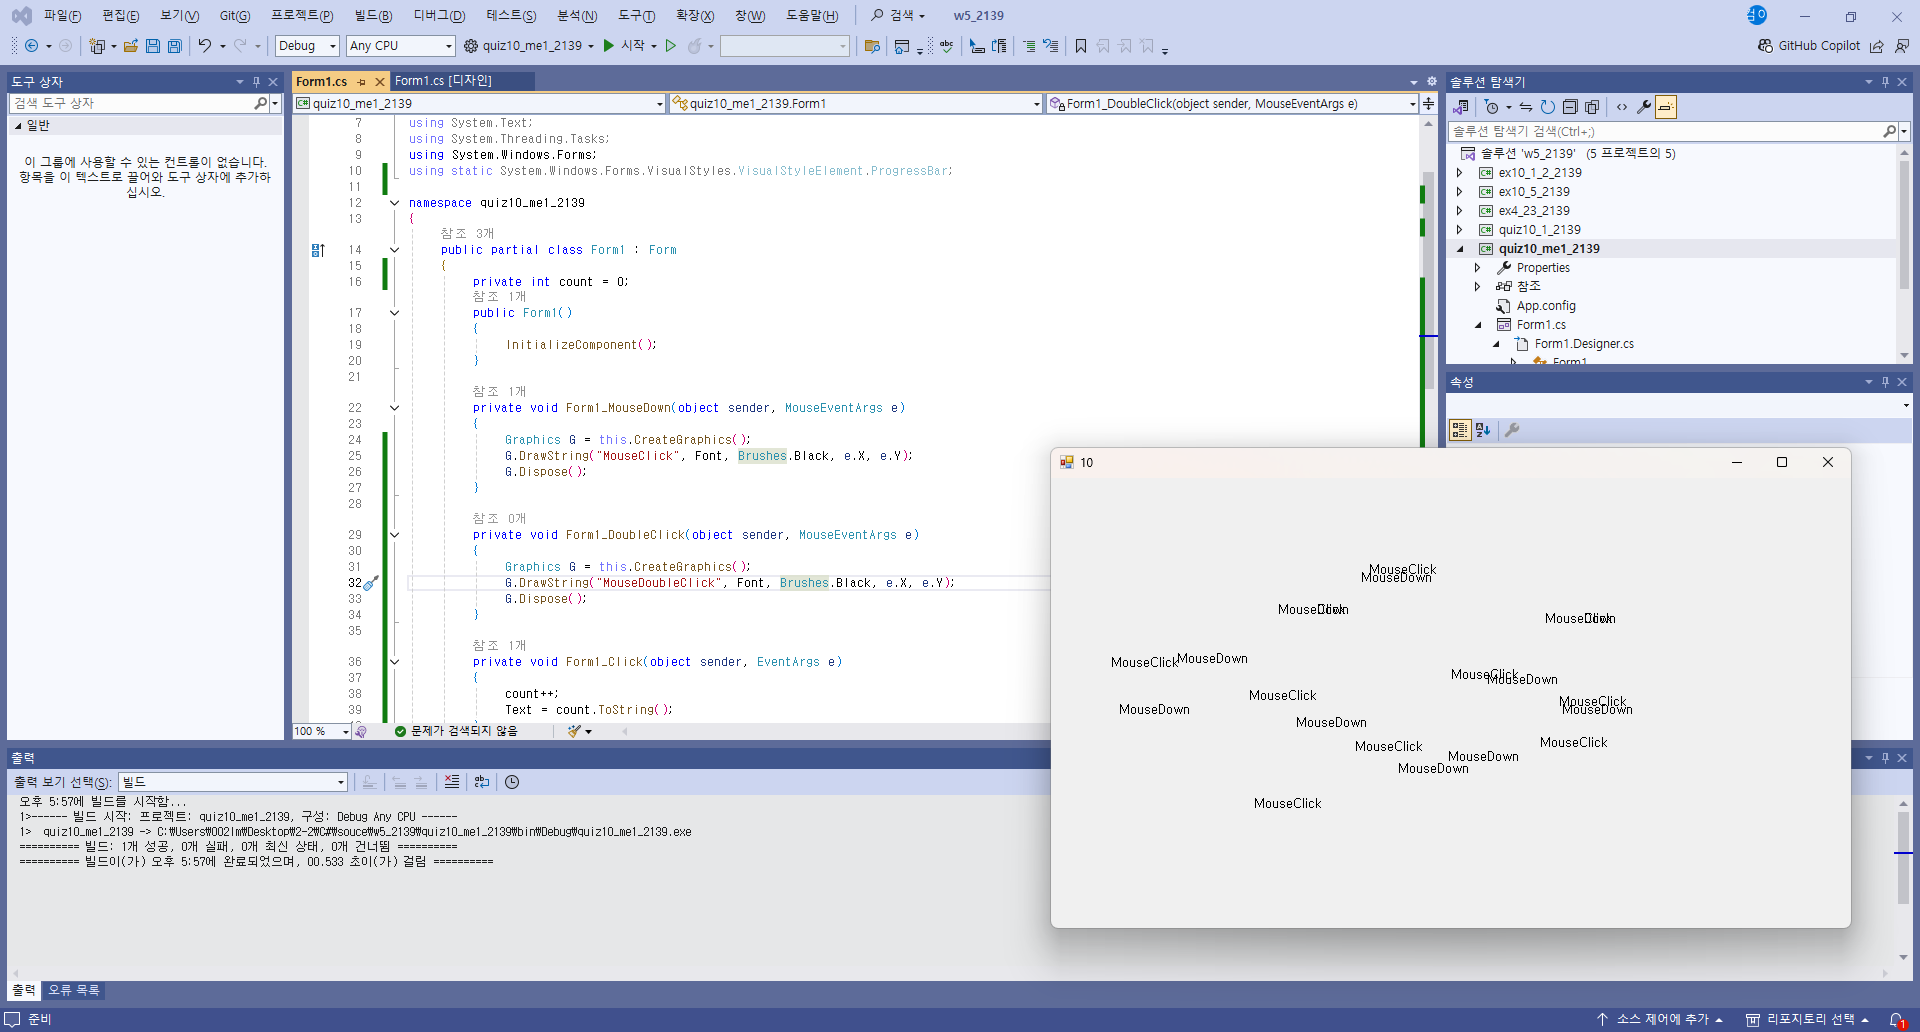 파일(F) 편집(E) 보기(V) Git(G) 프로젝트(P) 빌드(B) 디버그(D) 테스트(S) 분석(N) 도구(T) 확장(X) 창(W) 도움말(H) 검색 w5_2139
Debug Any CPU quiz10_me1_2139 시작 GitHub Copilot
도구 상자
검색 도구 상자
일반
이 그룹에 사용할 수 있는 컨트롤이 없습니다.
항목을 이 텍스트로 끌어와 도구 상자에 추가하
십시오.
Form1.cs Form1.cs [디자인]
quiz10_me1_2139 quiz10_me1_2139.Form1 Form1_DoubleClick(object sender, MouseEventArgs e)
7 using System.Text;
8 using System.Threading.Tasks;
9 using System.Windows.Forms;
10 using static System.Windows.Forms.VisualStyles.VisualStyleElement.ProgressBar;
11
12 namespace quiz10_me1_2139
13 {
참조 3개
14 public partial class Form1 : Form
15 {
16 private int count = 0;
참조 1개
17 public Form1()
18 {
19 InitializeComponent();
20 }
21
참조 1개
22 private void Form1_MouseDown(object sender, MouseEventArgs e)
23 {
24 Graphics G = this.CreateGraphics();
25 G.DrawString("MouseClick", Font, Brushes.Black, e.X, e.Y);
26 G.Dispose();
27 }
28
참조 0개
29 private void Form1_DoubleClick(object sender, MouseEventArgs e)
30 {
31 Graphics G = this.CreateGraphics();
32 G.DrawString("MouseDoubleClick", Font, Brushes.Black, e.X, e.Y);
33 G.Dispose();
34 }
35
참조 1개
36 private void Form1_Click(object sender, EventArgs e)
37 {
38 count++;
39 Text = count.ToString();
100 % 문제가 검색되지 않음
솔루션 탐색기
솔루션 탐색기 검색(Ctrl+;)
솔루션 'w5_2139' (5 프로젝트의 5)
ex10_1_2_2139
ex10_5_2139
ex4_23_2139
quiz10_1_2139
quiz10_me1_2139
Properties
참조
App.config
Form1.cs
Form1.Designer.cs
Form1
속성
10
MouseClick
MouseDown
MouseDown
Click
MouseDown
Click
MouseClick MouseDown
MouseClick
MouseDown
MouseClick
MouseClick
MouseDown
MouseDown
MouseDown
MouseClick
MouseClick
MouseDown
MouseDown
MouseClick
출력
출력 보기 선택(S): 빌드
오후 5:57에 빌드를 시작함...
1>------ 빌드 시작: 프로젝트: quiz10_me1_2139, 구성: Debug Any CPU ------
1> quiz10_me1_2139 -> C:₩Users₩002lm₩Desktop₩2-2₩C#₩souce₩w5_2139₩quiz10_me1_2139₩bin₩Debug₩quiz10_me1_2139.exe
========== 빌드: 1개 성공, 0개 실패, 0개 최신 상태, 0개 건너뜀 ==========
========== 빌드이(가) 오후 5:57에 완료되었으며, 00.533 초이(가) 걸림 ==========
출력 오류 목록
준비 소스 제어에 추가 리포지토리 선택 1